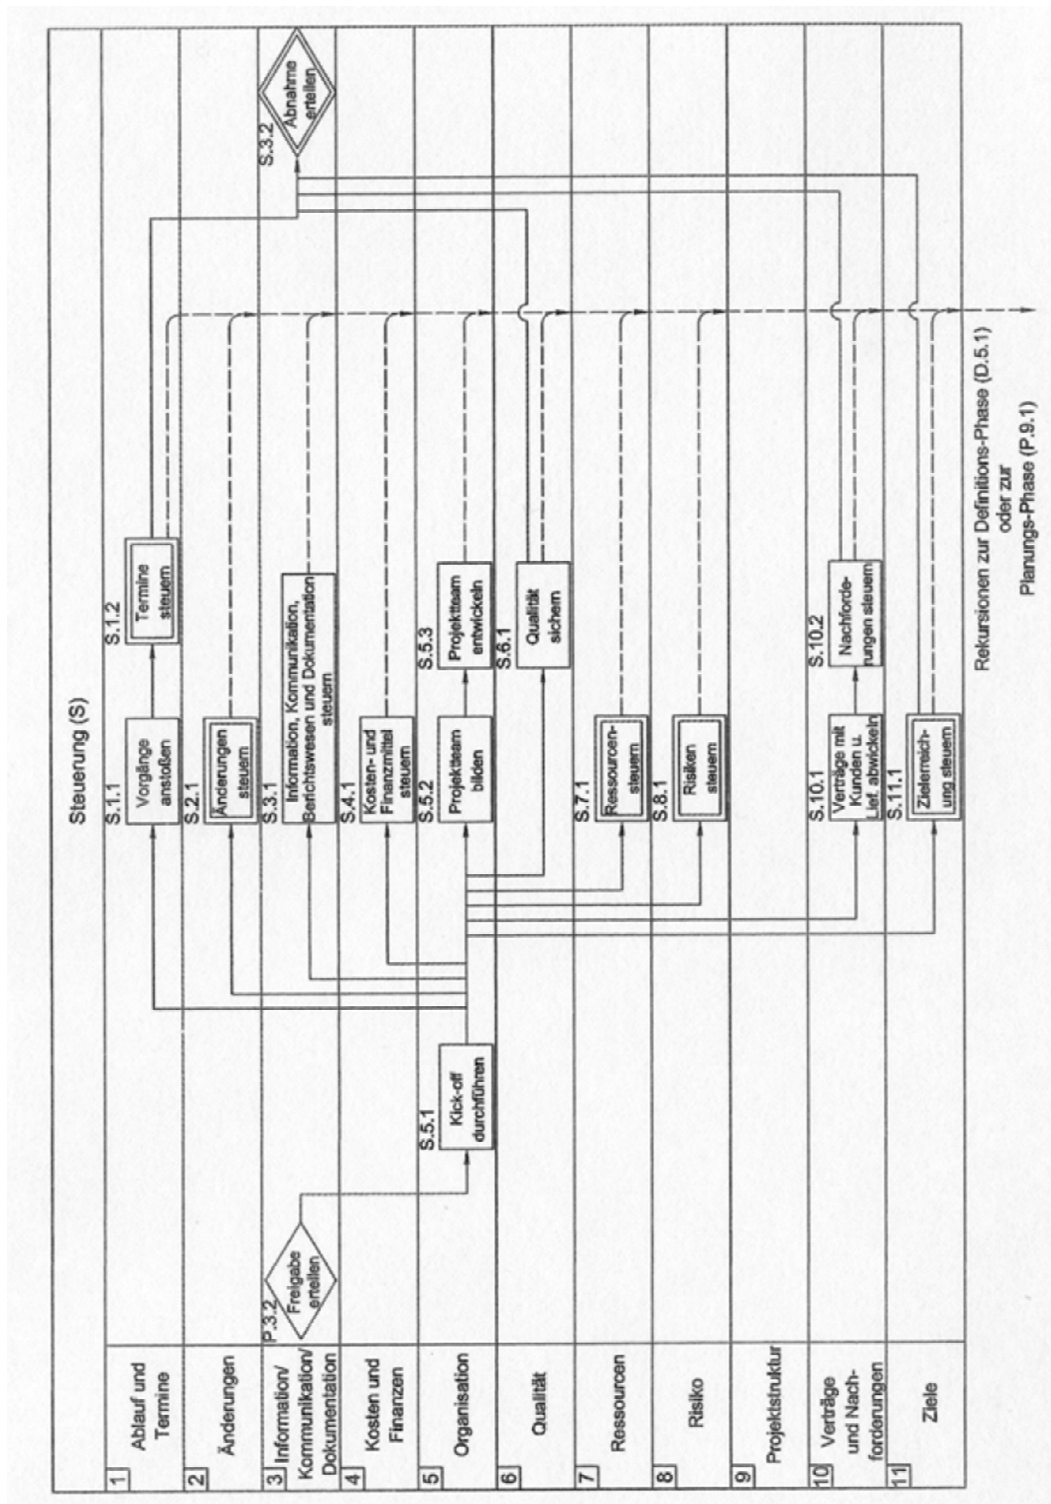 Steuerung (S)
1
Ablauf und
Termine
S.1.1
Vorgänge
anstoßen
S.1.2
Termine
steuern
2
Änderungen
S.2.1
Änderungen
steuern
3
Information/
Kommunikation/
Dokumentation
P.3.2
Freigabe
erteilen
S.3.1
Information, Kommunikation,
Berichtswesen und Dokumentation
steuern
S.3.2
Abnahme
erteilen
4
Kosten und
Finanzen
S.4.1
Kosten- und
Finanzmittel
steuern
5
Organisation
S.5.1
Kick-off
durchführen
S.5.2
Projektteam
bilden
S.5.3
Projektteam
entwickeln
6
Qualität
S.6.1
Qualität
sichern
7
Ressourcen
S.7.1
Ressourcen
steuern
8
Risiko
S.8.1
Risiken
steuern
9
Projektstruktur
10
Verträge
und Nach-
forderungen
S.10.1
Verträge mit
Kunden u.
Lief. abwickeln
S.10.2
Nachforde-
rungen steuern
11
Ziele
S.11.1
Zielerreich-
ung steuern
Rekursionen zur Definitions-Phase (D.5.1)
oder zur
Planungs-Phase (P.9.1)